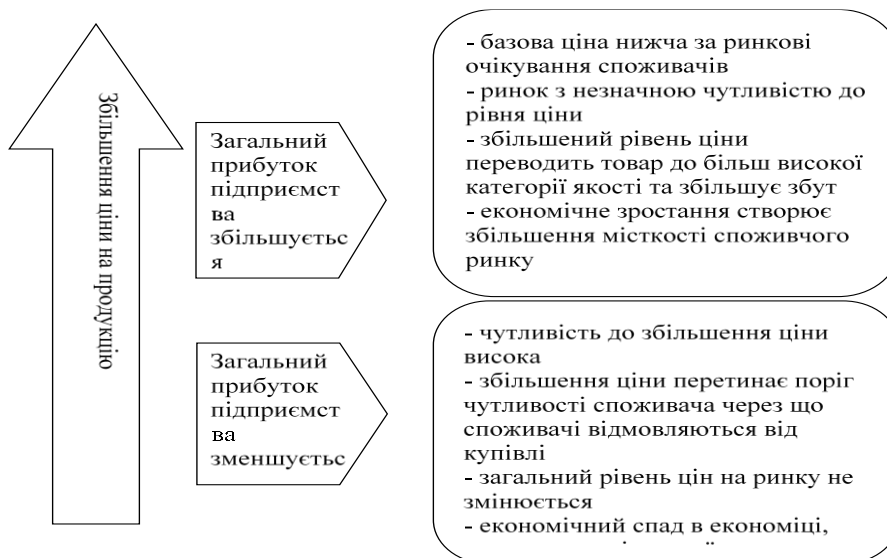 Збільшення ціни на продукцію
Загальний
прибуток
підприємст
ва
збільшуєтьс
я
- базова ціна нижча за ринкові
очікування споживачів
- ринок з незначною чутливістю до
рівня ціни
- збільшений рівень ціни
переводить товар до більш високої
категорії якості та збільшує збут
- економічне зростання створює
збільшення місткості споживчого
ринку
Загальний
прибуток
підприємст
ва
зменшуєтьс
- чутливість до збільшення ціни
висока
- збільшення ціни перетинає поріг
чутливості споживача через що
споживачі відмовляються від
купівлі
- загальний рівень цін на ринку не
змінюється
- економічний спад в економіці,